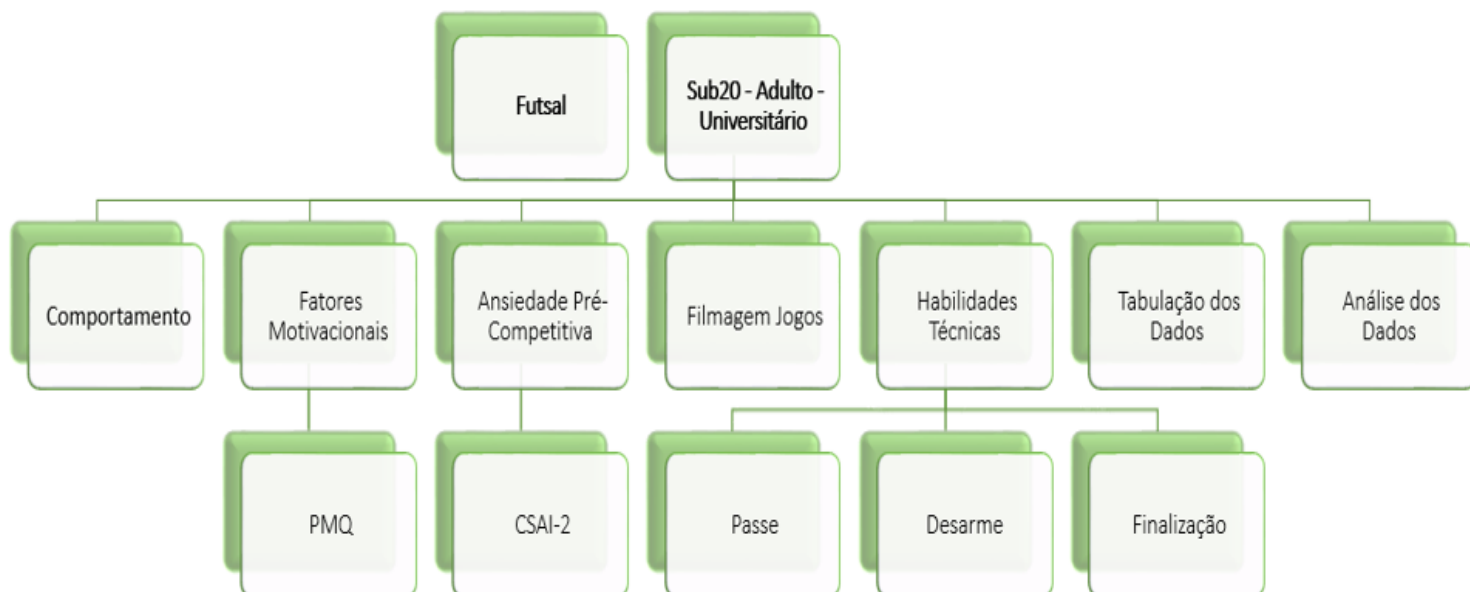 Futsal
Sub20 - Adulto -
Universitário
Comportamento
Fatores
Motivacionais
Ansiedade Pré-
Competitiva
Filmagem Jogos
Habilidades
Técnicas
Tabulação dos
Dados
Análise dos
Dados
PMQ
CSAI-2
Passe
Desarme
Finalização